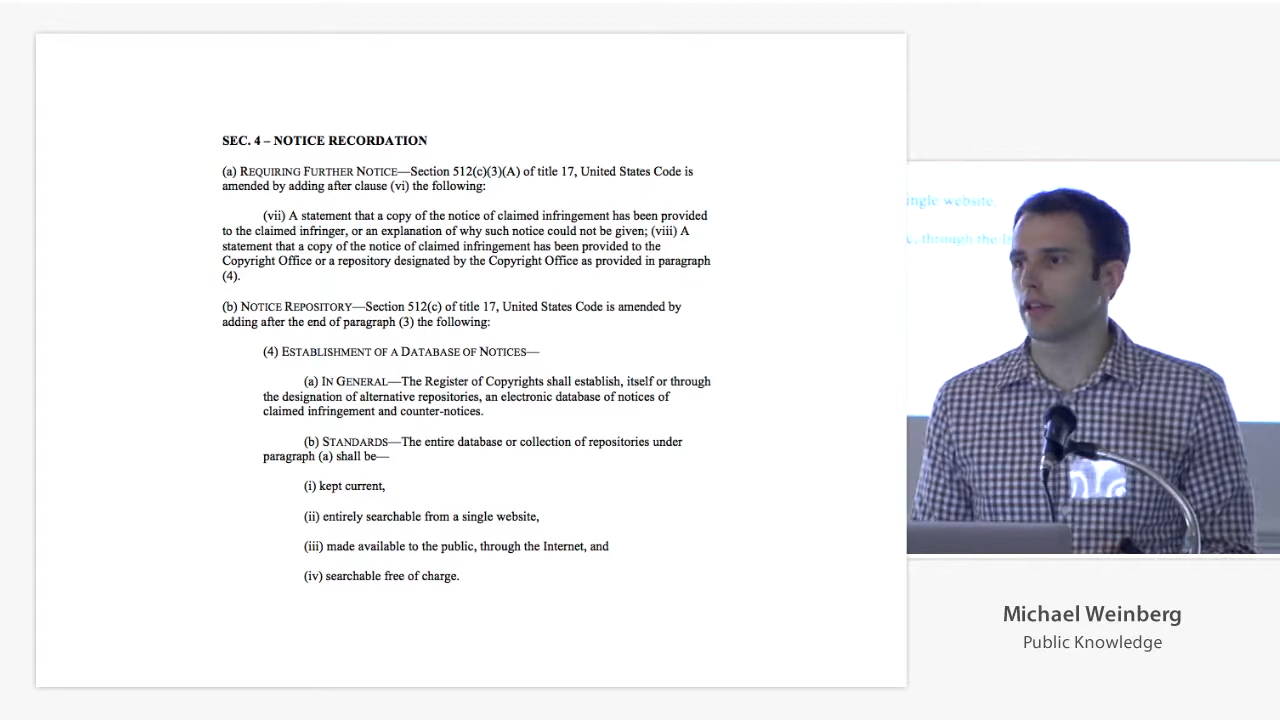 SEC. 4 – NOTICE RECORDATION
(a) REQUIRING FURTHER NOTICE—Section 512(c)(3)(A) of title 17, United States Code is
amended by adding after clause (vi) the following:
(vii) A statement that a copy of the notice of claimed infringement has been provided
to the claimed infringer, or an explanation of why such notice could not be given; (viii) A
statement that a copy of the notice of claimed infringement has been provided to the
Copyright Office or a repository designated by the Copyright Office as provided in paragraph
(4).
(b) NOTICE REPOSITORY—Section 512(c) of title 17, United States Code is amended by
adding after the end of paragraph (3) the following:
(4) ESTABLISHMENT OF A DATABASE OF NOTICES—
(a) IN GENERAL—The Register of Copyrights shall establish, itself or through
the designation of alternative repositories, an electronic database of notices of
claimed infringement and counter-notices.
(b) STANDARDS—The entire database or collection of repositories under
paragraph (a) shall be—
(i) kept current,
(ii) entirely searchable from a single website,
(iii) made available to the public, through the Internet, and
(iv) searchable free of charge.
ingle website,
c, through the I
Michael Weinberg
Public Knowledge